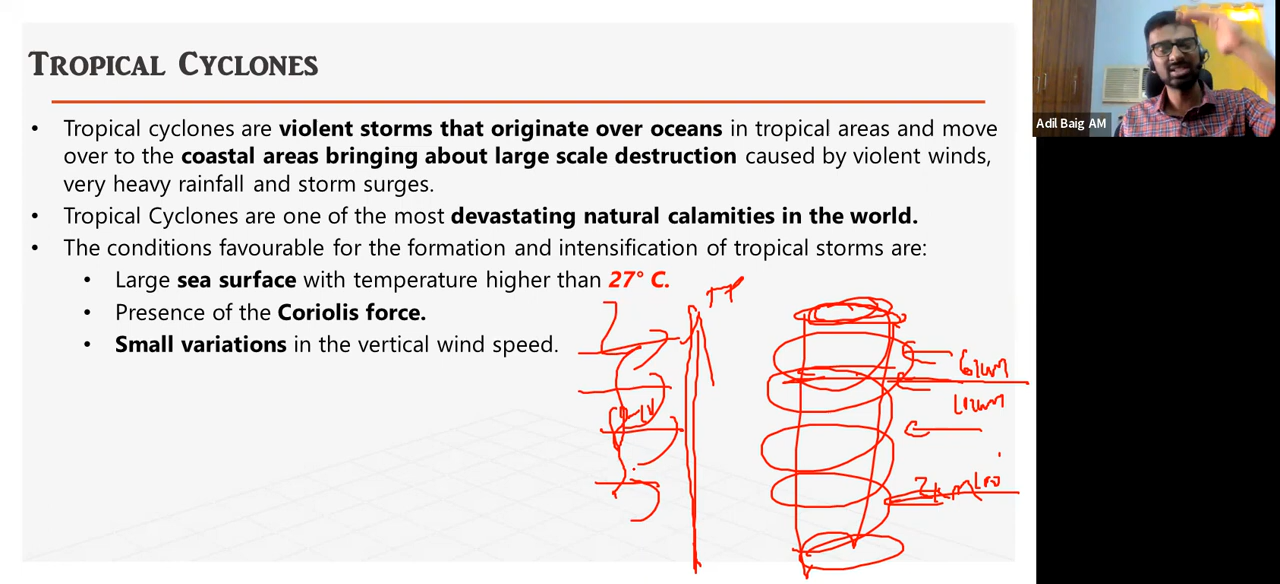 TROPICAL CYCLONES
Adil Baig AM
• Tropical cyclones are violent storms that originate over oceans in tropical areas and move
over to the coastal areas bringing about large scale destruction caused by violent winds,
very heavy rainfall and storm surges.
• Tropical Cyclones are one of the most devastating natural calamities in the world.
• The conditions favourable for the formation and intensification of tropical storms are:
• Large sea surface with temperature higher than 27° C.
• Presence of the Coriolis force.
• Small variations in the vertical wind speed.